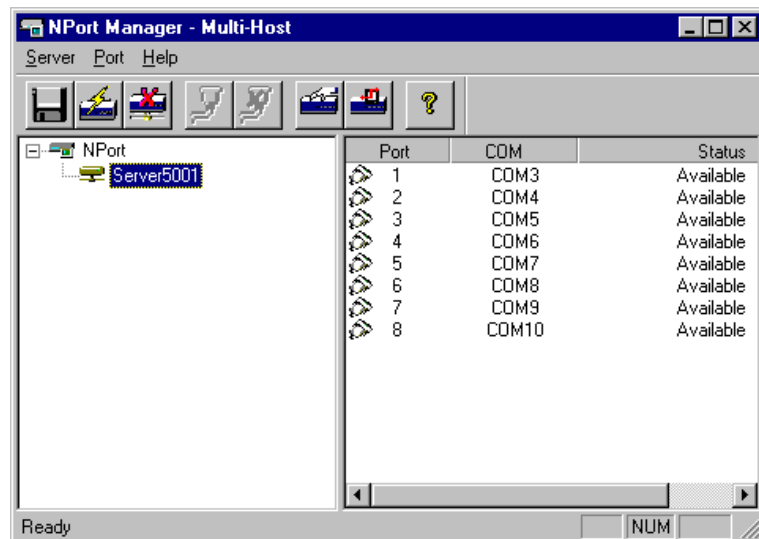 NPort Manager - Multi-Host
Server Port Help
NPort
Server5001
Port COM Status
1 COM3 Available
2 COM4 Available
3 COM5 Available
4 COM6 Available
5 COM7 Available
6 COM8 Available
7 COM9 Available
8 COM10 Available
Ready NUM